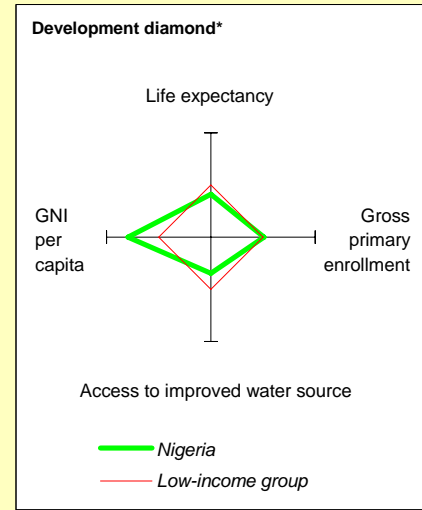 Development diamond*
Life expectancy
GNI
per
capita
Gross
primary
enrollment
Access to improved water source
Nigeria
Low-income group